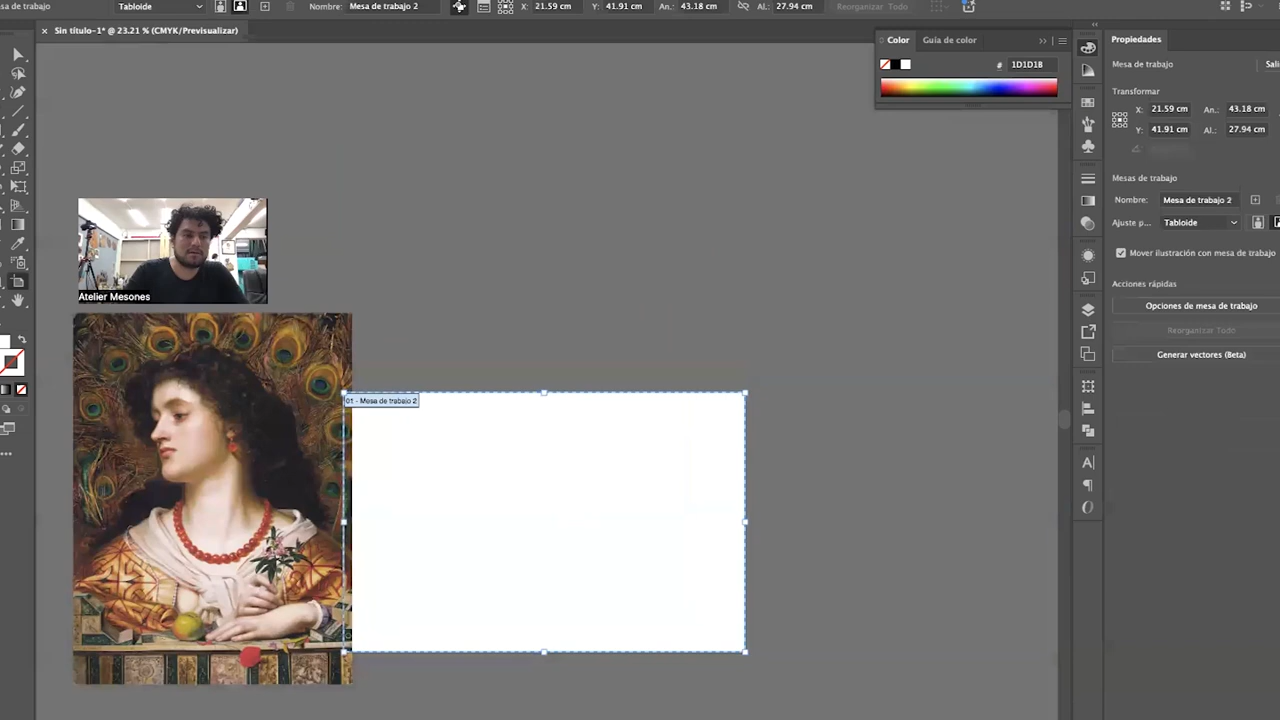 sa de trabajo Tabloide Nombre: Mesa de trabajo 2 X: 21.59 cm Y: 41.91 cm An.: 43.18 cm Al.: 27.94 cm Reorganizar Todo
× Sin título-1* @ 23.21 % (CMYK/Previsualizar)
Color Guía de color
# 1D1D1B
Atelier Mesones
01 - Mesa de trabajo 2
Propiedades
Mesa de trabajo Sali
Transformar
X: 21.59 cm An.: 43.18 cm
Y: 41.91 cm Al.: 27.94 cm
Mesas de trabajo
Nombre: Mesa de trabajo 2
Ajuste p... Tabloide
Mover ilustración con mesa de trabajo
Acciones rápidas
Opciones de mesa de trabajo
Reorganizar Todo
Generar vectores (Beta)